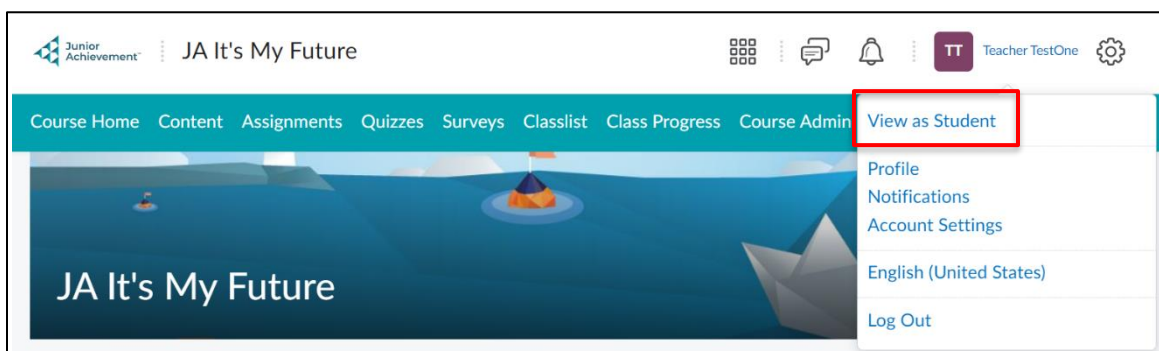 Junior
Achievement™
JA It's My Future
TT
Teacher TestOne
Course Home Content Assignments Quizzes Surveys Classlist Class Progress Course Admin
View as Student
Profile
Notifications
Account Settings
English (United States)
Log Out
JA It's My Future